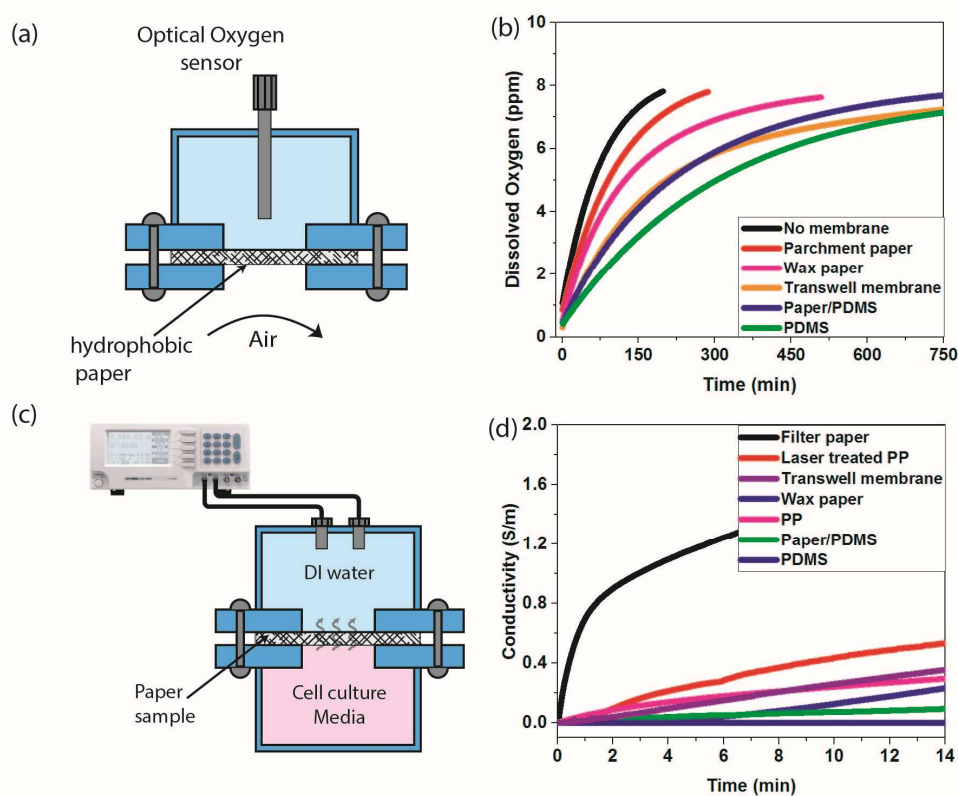 (a)
Optical Oxygen
sensor
hydrophobic
paper
Air
(b)
Dissolved Oxygen (ppm)
8
6
4
2
0
No membrane
Parchment paper
Wax paper
Transwell membrane
Paper/PDMS
PDMS
0
150
300
450
600
750
Time (min)
(c)
DI water
Paper
sample
Cell culture
Media
(d)
Conductivity (S/m)
2.0
1.6
1.2
0.8
0.4
0.0
Filter paper
Laser treated PP
Transwell membrane
Wax paper
PP
Paper/PDMS
PDMS
0
2
4
6
8
10
12
14
Time (min)